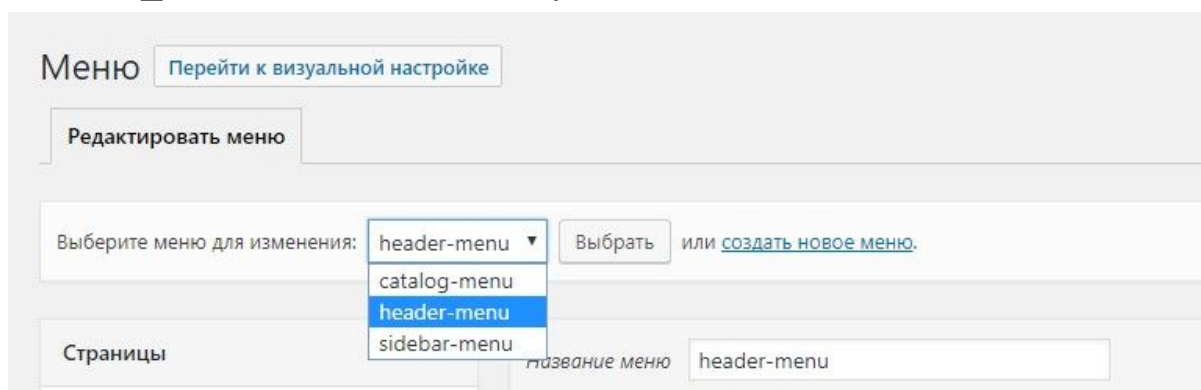 Меню Перейти к визуальной настройке
Редактировать меню
Выберите меню для изменения: header-menu Выбрать или создать новое меню.
catalog-menu
header-menu
sidebar-menu
Страницы
Название меню header-menu